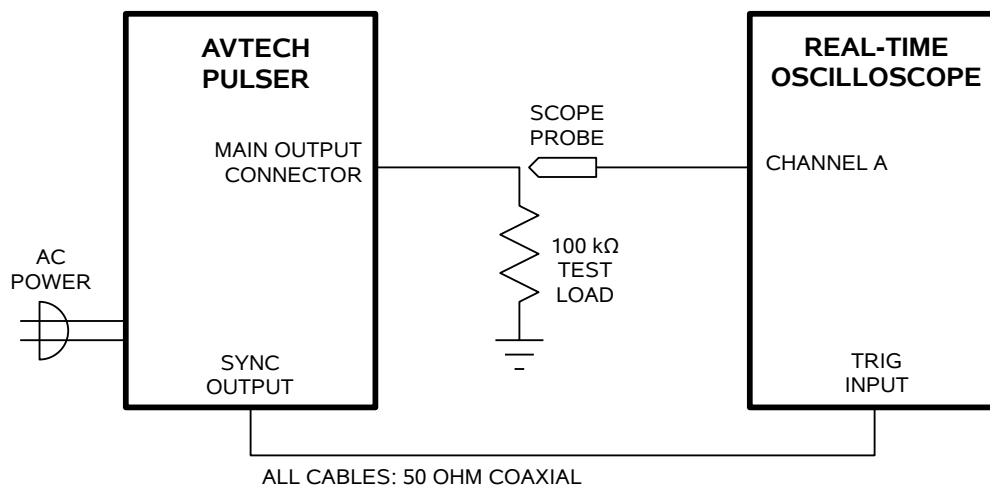 AVTECH
PULSER
REAL-TIME
OSCILLOSCOPE
SCOPE
PROBE
MAIN OUTPUT
CONNECTOR
CHANNEL A
100 kΩ
TEST
LOAD
AC
POWER
SYNC
OUTPUT
TRIG
INPUT
ALL CABLES: 50 OHM COAXIAL